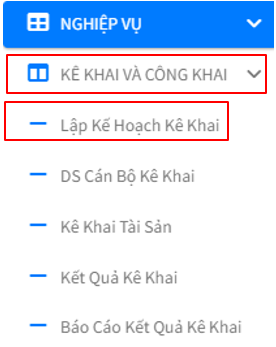 NGHIỆP VỤ
KÊ KHAI VÀ CÔNG KHAI
Lập Kế Hoạch Kê Khai
DS Cán Bộ Kê Khai
Kê Khai Tài Sản
Kết Quả Kê Khai
Báo Cáo Kết Quả Kê Khai